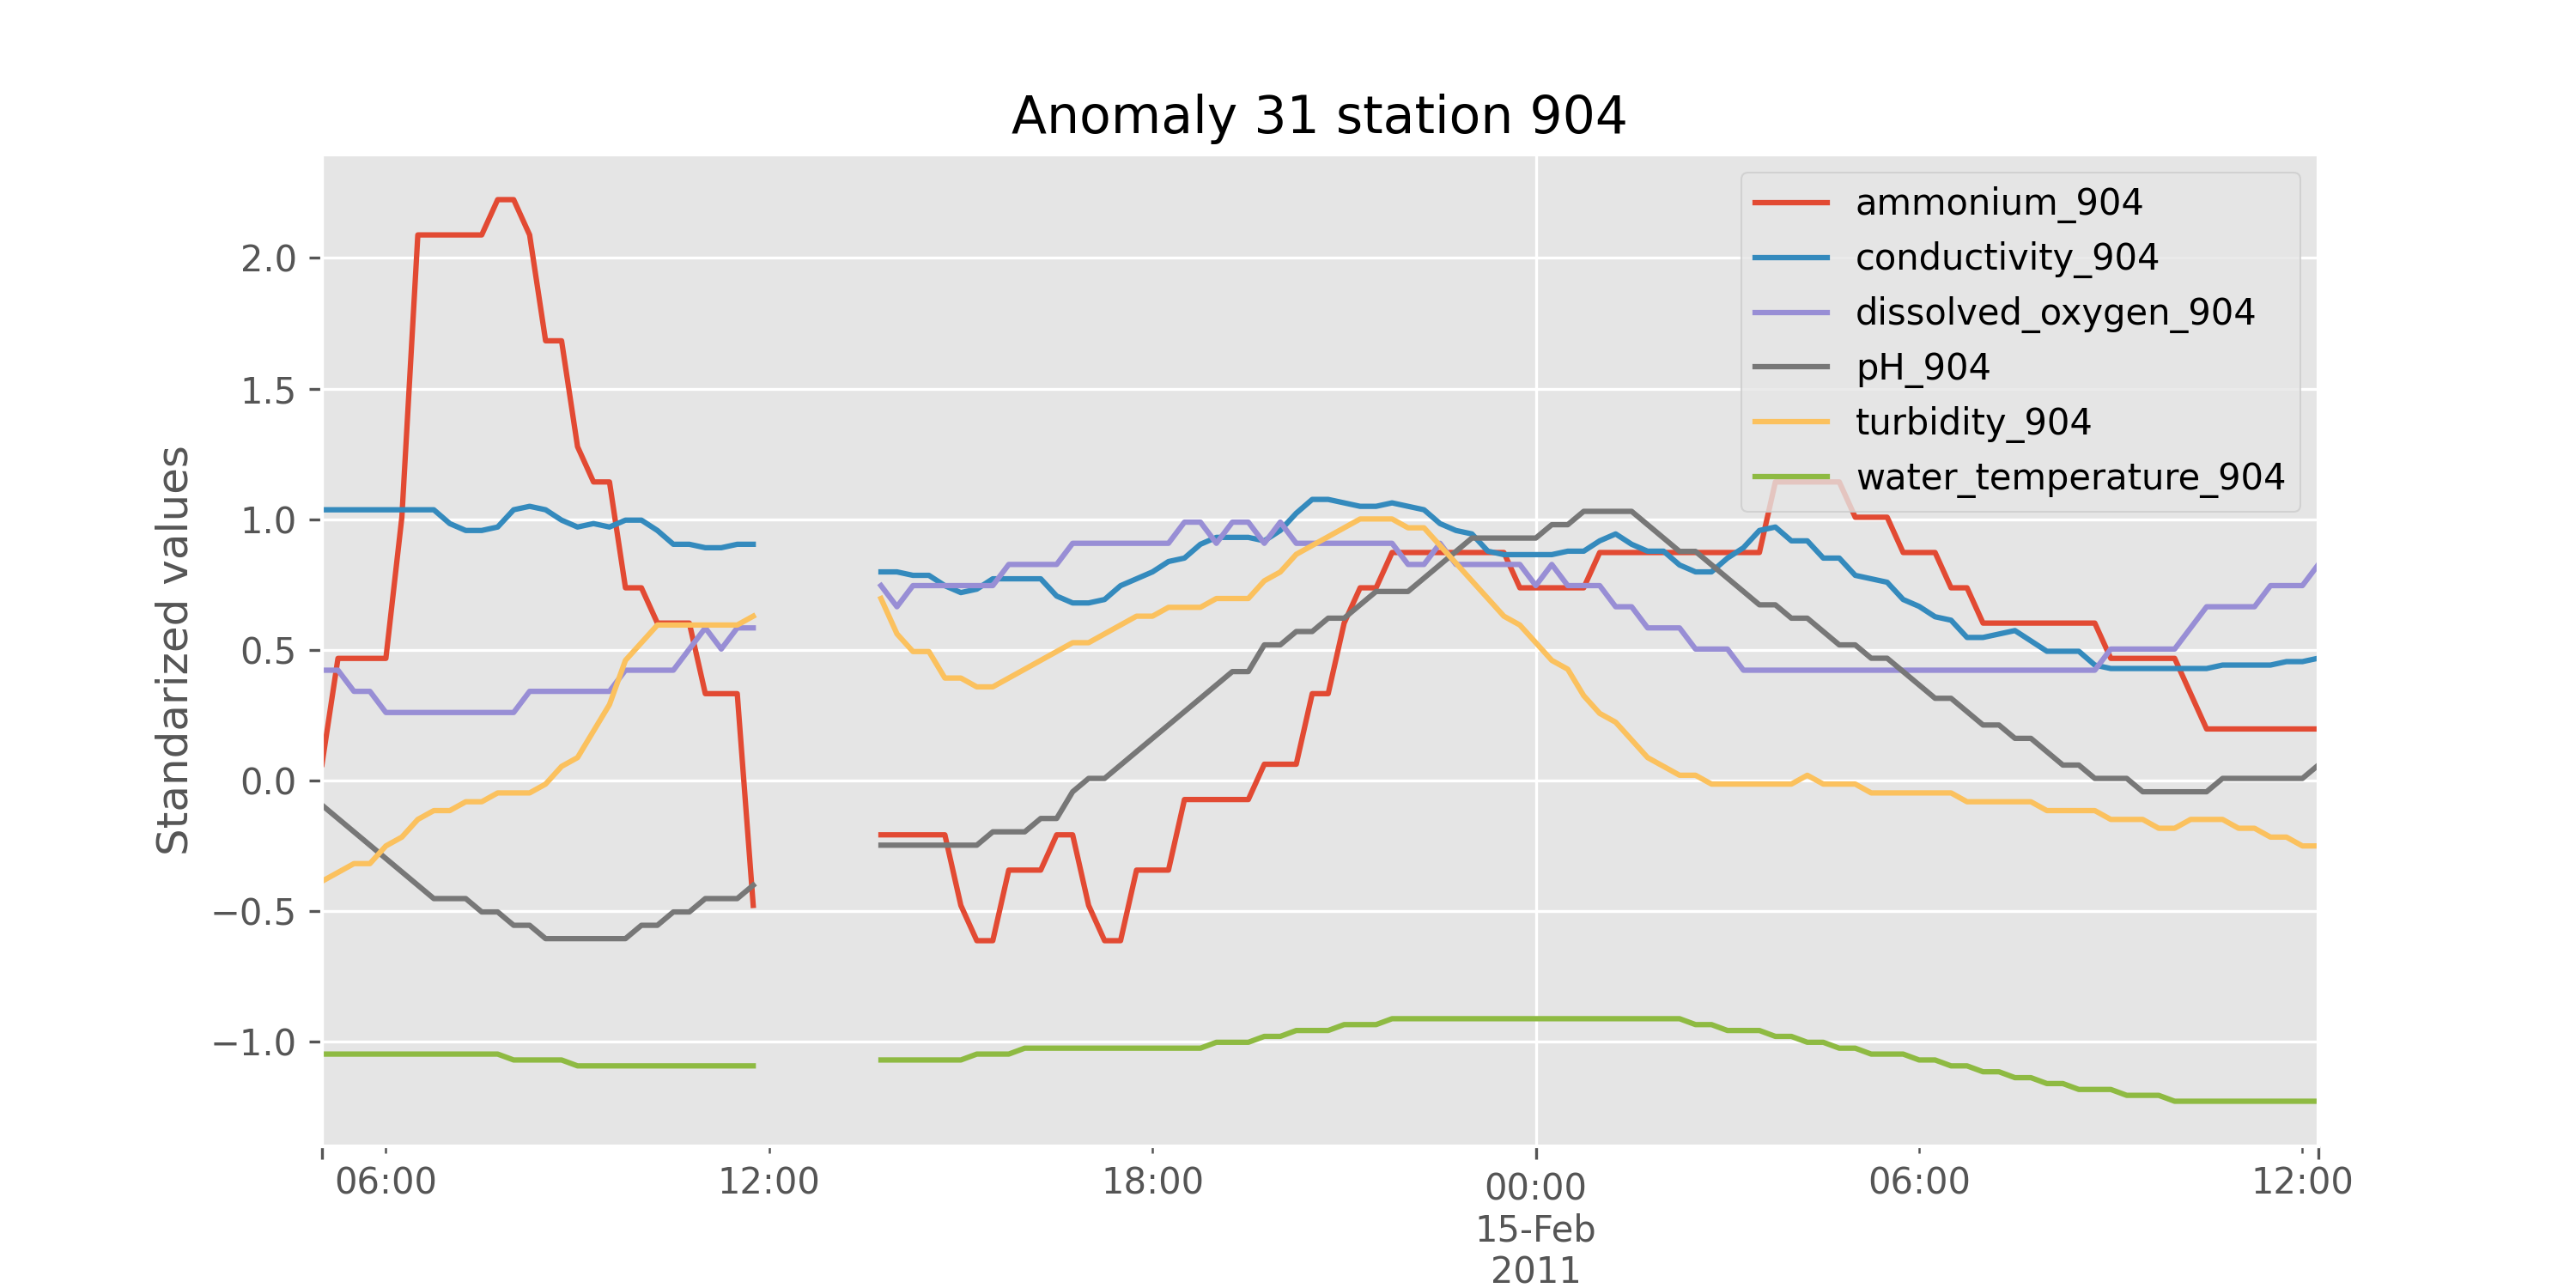 Anomaly 31 station 904
ammonium_904
conductivity_904
dissolved_oxygen_904
pH_904
turbidity_904
water_temperature_904
Standarized values
2.0
1.5
1.0
0.5
0.0
−0.5
−1.0
06:00
12:00
18:00
00:00
15-Feb
2011
06:00
12:00